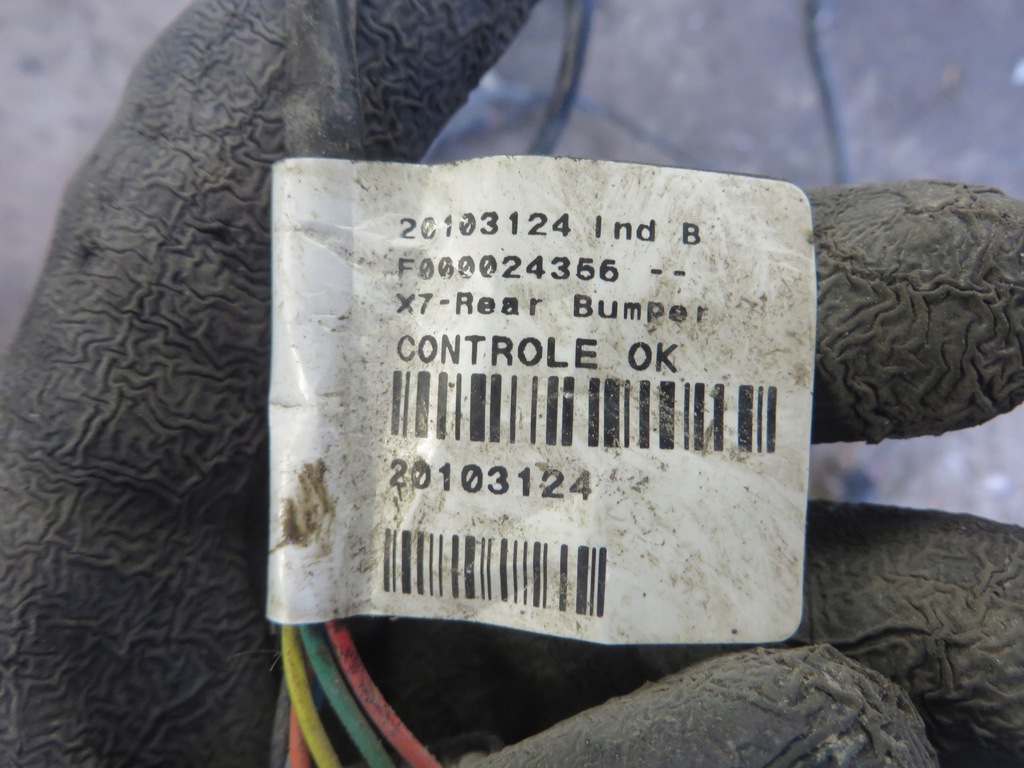 20103124 Ind B
F000024356 --
X7-Rear Bumper
CONTROLE OK
20103124